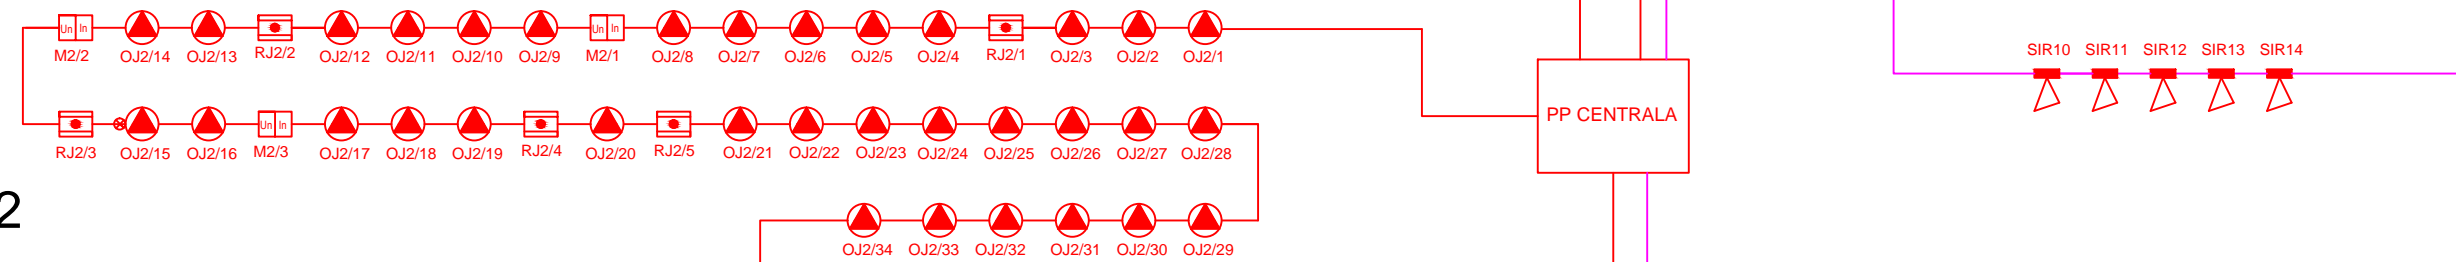 Un In Un In
M2/2 OJ2/14 OJ2/13 RJ2/2 OJ2/12 OJ2/11 OJ2/10 OJ2/9 M2/1 OJ2/8 OJ2/7 OJ2/6 OJ2/5 OJ2/4 RJ2/1 OJ2/3 OJ2/2 OJ2/1
SIR10 SIR11 SIR12 SIR13 SIR14
PP CENTRALA
Un In
RJ2/3 OJ2/15 OJ2/16 M2/3 OJ2/17 OJ2/18 OJ2/19 RJ2/4 OJ2/20 RJ2/5 OJ2/21 OJ2/22 OJ2/23 OJ2/24 OJ2/25 OJ2/26 OJ2/27 OJ2/28
2
OJ2/34 OJ2/33 OJ2/32 OJ2/31 OJ2/30 OJ2/29